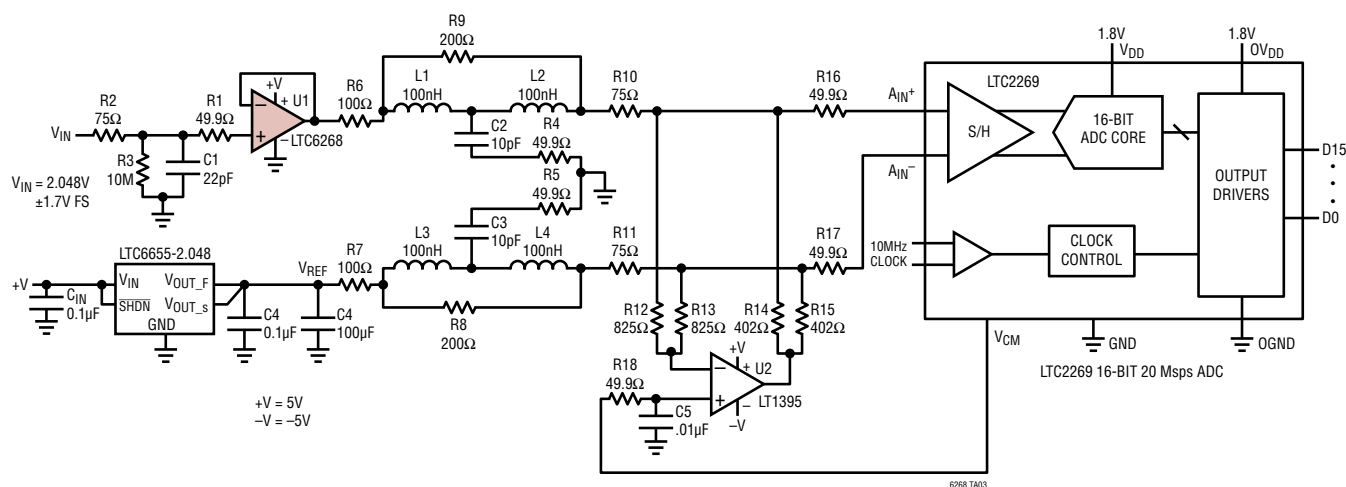 R9
200Ω
L1
100nH
L2
100nH
R6
100Ω
+V
U1
−
+
+
−
LTC6268
R2
75Ω
R1
49.9Ω
VIN
R3
10M
C1
22pF
VIN = 2.048V
±1.7V FS
C2
10pF
R4
49.9Ω
R5
49.9Ω
C3
10pF
R10
75Ω
R16
49.9Ω
AIN+
AIN−
1.8V
VDD
1.8V
OVDD
LTC2269
S/H
16-BIT
ADC CORE
OUTPUT
DRIVERS
D15
D0
10MHz
CLOCK
CLOCK
CONTROL
LTC6655-2.048
+V
CIN
0.1µF
VIN
SHDN
GND
VOUT_F
VOUT_s
C4
0.1µF
VREF
C4
100µF
R7
100Ω
L3
100nH
L4
100nH
R8
200Ω
R11
75Ω
R17
49.9Ω
R12
825Ω
R13
825Ω
R14
402Ω
R15
402Ω
R18
49.9Ω
C5
.01µF
+V
−
+
+
−
U2
LT1395
−V
VCM
GND
OGND
LTC2269 16-BIT 20 Msps ADC
+V = 5V
−V = −5V
6268 TA03